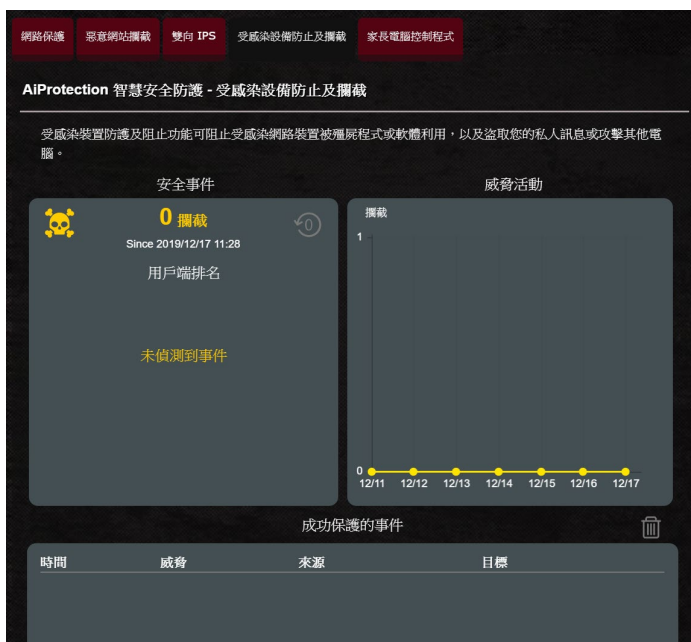 網路保護 惡意網站攔截 雙向 IPS 受感染設備防止及攔截 家長電腦控制程式
AiProtection 智慧安全防護 - 受感染設備防止及攔截
受感染裝置防護及阻止功能可阻止受感染網路裝置被殭屍程式或軟體利用，以及盜取您的私人訊息或攻擊其他電
腦。
安全事件
0 攔截
0
Since 2019/12/17 11:28
用戶端排名
未偵測到事件
威脅活動
攔截
1
0
12/11 12/12 12/13 12/14 12/15 12/16 12/17
成功保護的事件
時間 威脅 來源 目標